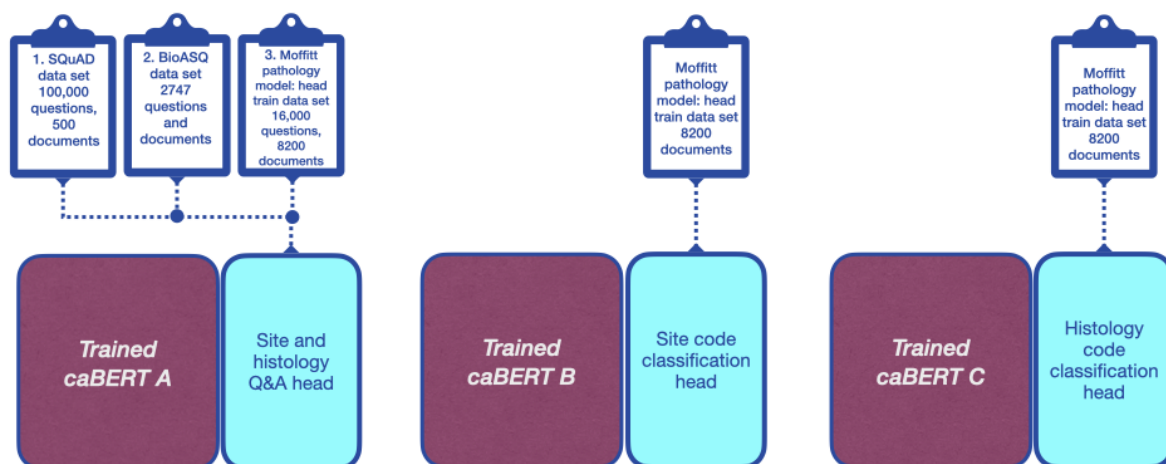 1. SQuAD
data set
100,000
questions,
500
documents
2. BioASQ
data set
2747
questions
and
documents
3. Moffitt
pathology
model: head
train data set
16,000
questions,
8200
documents
Moffitt
pathology
model: head
train data set
8200
documents
Moffitt
pathology
model: head
train data set
8200
documents
Trained
caBERT A
Site and
histology
Q&A head
Trained
caBERT B
Site code
classification
head
Trained
caBERT C
Histology
code
classification
head